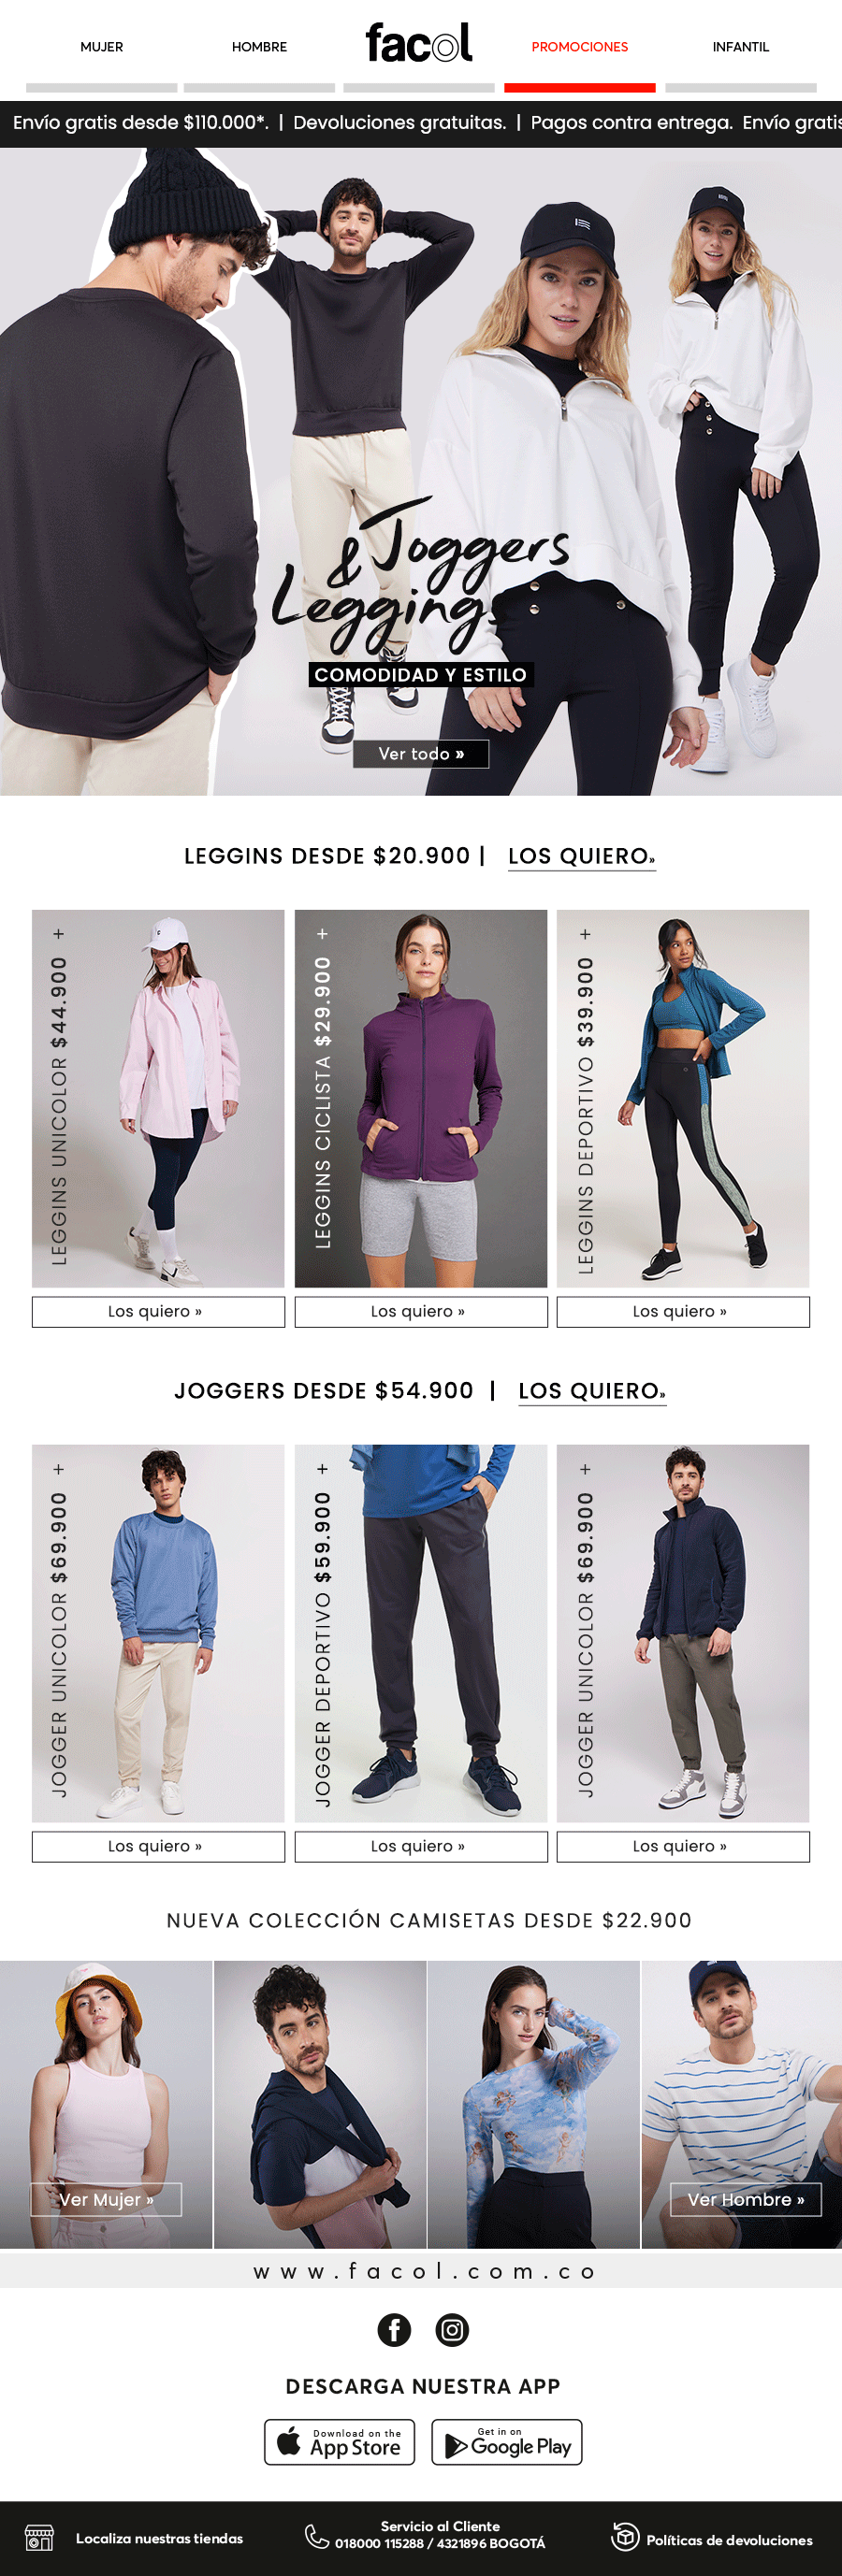 MUJER
HOMBRE
facol
PROMOCIONES
INFANTIL
Envío gratis desde $110.000*. | Devoluciones gratuitas. | Pagos contra entrega. Envío gratis
Joggers
& Leggings
COMODIDAD Y ESTILO
Ver todo »
LEGGINS DESDE $20.900 | LOS QUIERO»
LEGGINS UNICOLOR $44.900 +
LEGGINS CICLISTA $29.900 +
LEGGINS DEPORTIVO $39.900 +
Los quiero »
Los quiero »
Los quiero »
JOGGERS DESDE $54.900 | LOS QUIERO»
JOGGER UNICOLOR $69.900 +
JOGGER DEPORTIVO $59.900 +
JOGGER UNICOLOR $69.900 +
Los quiero »
Los quiero »
Los quiero »
NUEVA COLECCIÓN CAMISETAS DESDE $22.900
Ver Mujer »
Ver Hombre »
www.facol.com.co
DESCARGA NUESTRA APP
Download on the
App Store
Get in on
Google Play
Localiza nuestras tiendas
Servicio al Cliente
018000 115288 / 4321896 BOGOTÁ
Políticas de devoluciones